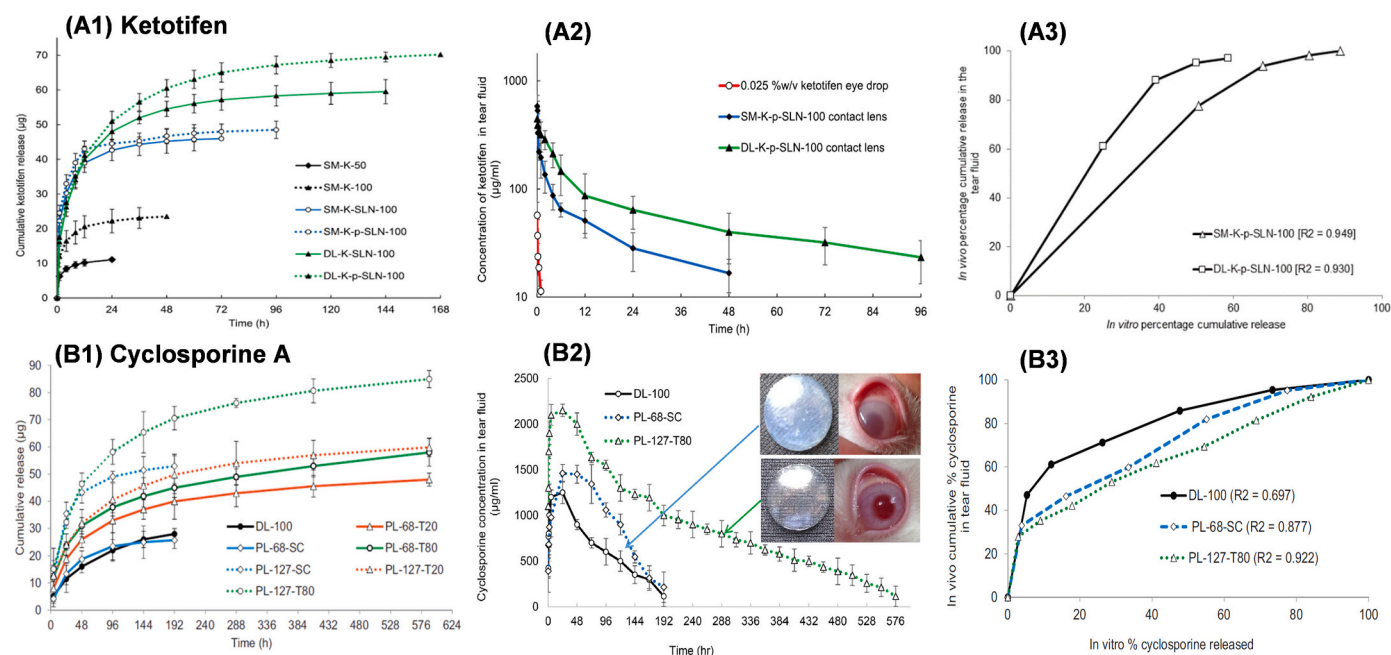 (A1) Ketotifen
Cumulative ketotifen release (µg)
70
60
50
40
30
20
10
0
SM-K-50
SM-K-100
SM-K-SLN-100
SM-K-p-SLN-100
DL-K-SLN-100
DL-K-p-SLN-100
0 24 48 72 96 120 144 168
Time (h)
(A2)
Concentration of ketotifen in tear fluid
(µg/ml)
1000
100
10
0.025 %w/v ketotifen eye drop
SM-K-p-SLN-100 contact lens
DL-K-p-SLN-100 contact lens
0 12 24 36 48 60 72 84 96
Time (h)
(A3)
In vivo percentage cumulative release in the
tear fluid
100
80
60
40
20
0
SM-K-p-SLN-100 [R2 = 0.949]
DL-K-p-SLN-100 [R2 = 0.930]
0 20 40 60 80 100
In vitro percentage cumulative release
(B1) Cyclosporine A
Cumulative release (µg)
90
80
70
60
50
40
30
20
10
0
DL-100
PL-68-T20
PL-68-SC
PL-68-T80
PL-127-SC
PL-127-T20
PL-127-T80
0 48 96 144 192 240 288 336 384 432 480 528 576 624
Time (h)
(B2)
Cyclosporine concentration in tear fluid
(µg/ml)
2500
2000
1500
1000
500
0
DL-100
PL-68-SC
PL-127-T80
0 48 96 144 192 240 288 336 384 432 480 528 576
Time (hr)
(B3)
In vivo cumulative % cyclosporine
in tear fluid
100
80
60
40
20
0
DL-100 (R2 = 0.697)
PL-68-SC (R2 = 0.877)
PL-127-T80 (R2 = 0.922)
0 20 40 60 80 100
In vitro % cyclosporine released